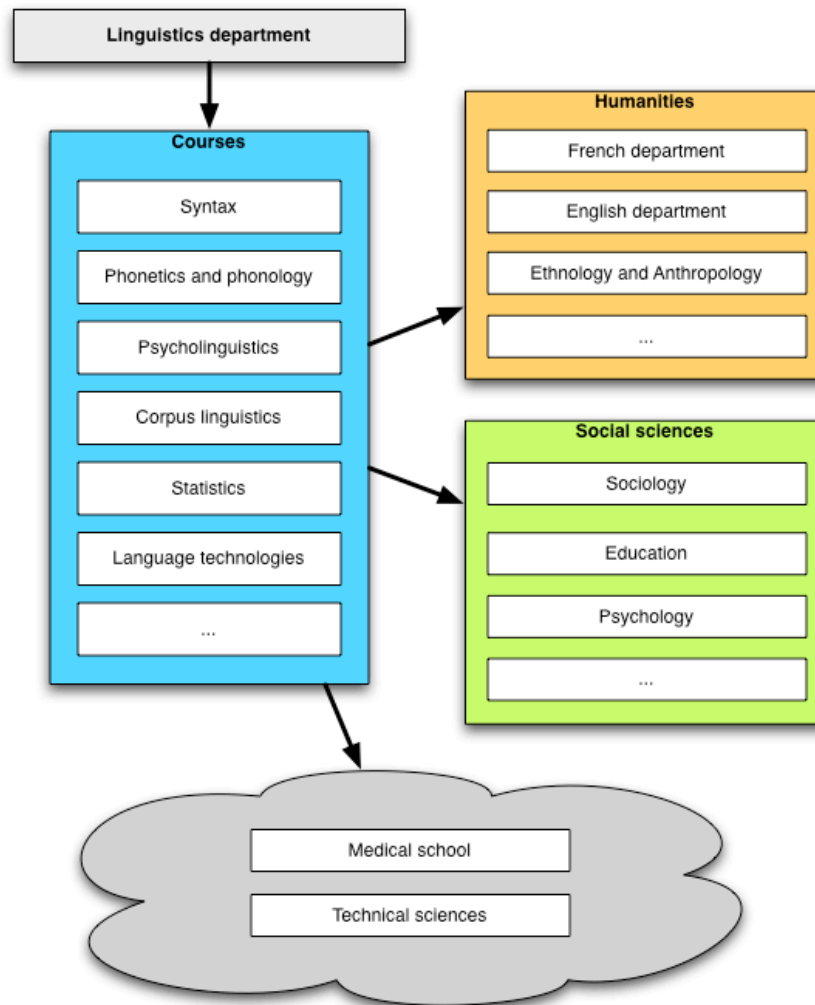 Linguistics department
Courses
Syntax
Phonetics and phonology
Psycholinguistics
Corpus linguistics
Statistics
Language technologies
...
Humanities
French department
English department
Ethnology and Anthropology
...
Social sciences
Sociology
Education
Psychology
...
Medical school
Technical sciences